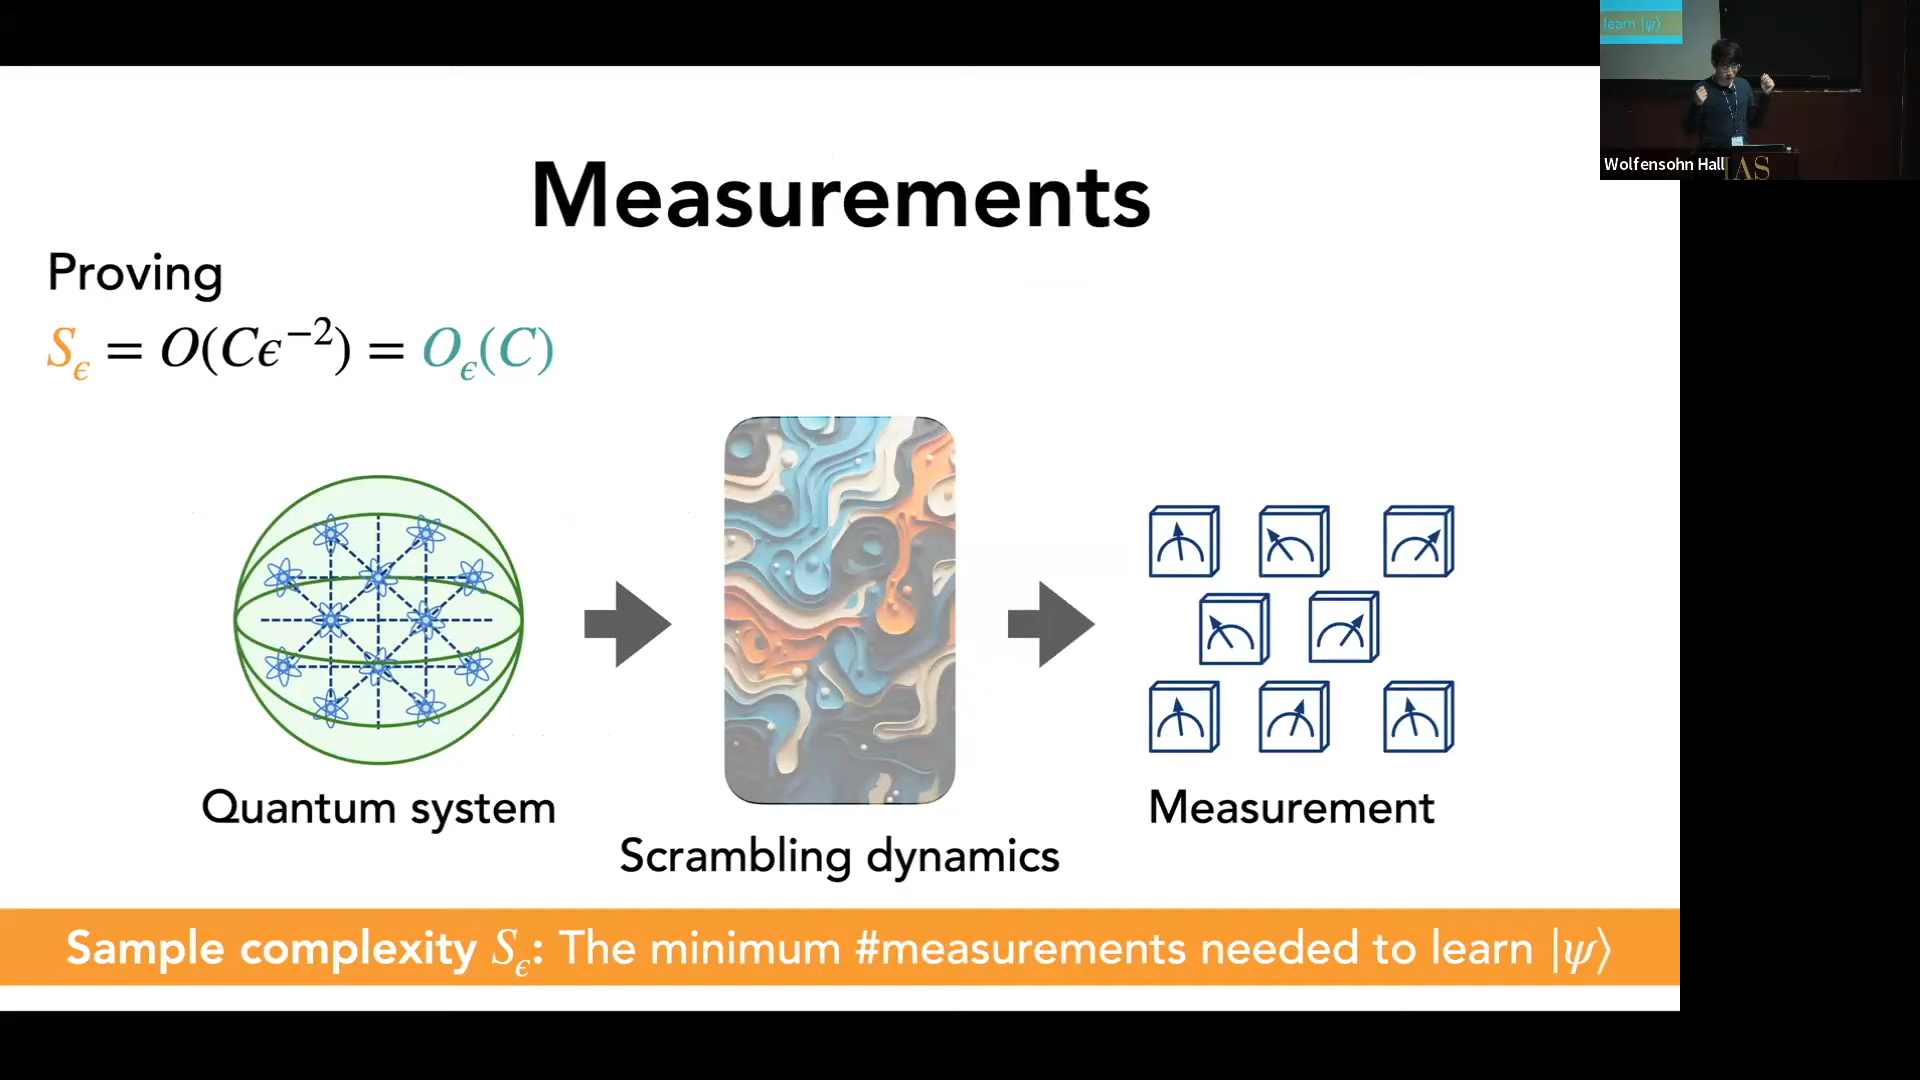 learn |ψ⟩
Wolfensohn Hall
IAS
Measurements
Proving
S_ϵ = O(Cϵ⁻²) = O_ϵ(C)
Quantum system
Scrambling dynamics
Measurement
Sample complexity S_ϵ: The minimum #measurements needed to learn |ψ⟩